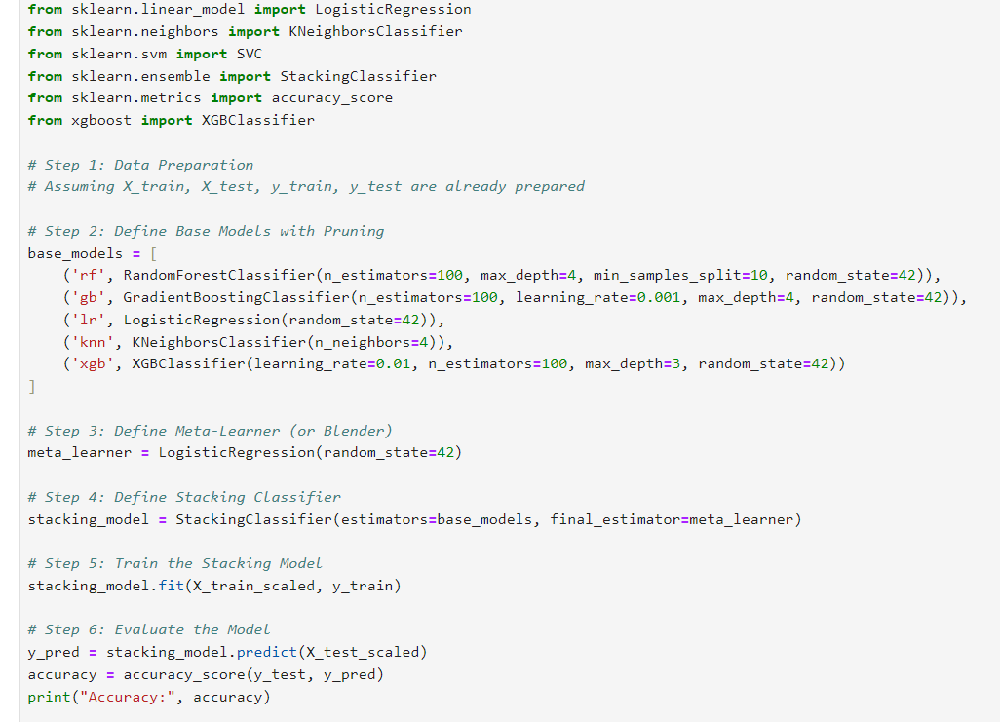 from sklearn.linear_model import LogisticRegression
from sklearn.neighbors import KNeighborsClassifier
from sklearn.svm import SVC
from sklearn.ensemble import StackingClassifier
from sklearn.metrics import accuracy_score
from xgboost import XGBClassifier

# Step 1: Data Preparation
# Assuming X_train, X_test, y_train, y_test are already prepared

# Step 2: Define Base Models with Pruning
base_models = [
    ('rf', RandomForestClassifier(n_estimators=100, max_depth=4, min_samples_split=10, random_state=42)),
    ('gb', GradientBoostingClassifier(n_estimators=100, learning_rate=0.001, max_depth=4, random_state=42)),
    ('lr', LogisticRegression(random_state=42)),
    ('knn', KNeighborsClassifier(n_neighbors=4)),
    ('xgb', XGBClassifier(learning_rate=0.01, n_estimators=100, max_depth=3, random_state=42))
]

# Step 3: Define Meta-Learner (or Blender)
meta_learner = LogisticRegression(random_state=42)

# Step 4: Define Stacking Classifier
stacking_model = StackingClassifier(estimators=base_models, final_estimator=meta_learner)

# Step 5: Train the Stacking Model
stacking_model.fit(X_train_scaled, y_train)

# Step 6: Evaluate the Model
y_pred = stacking_model.predict(X_test_scaled)
accuracy = accuracy_score(y_test, y_pred)
print("Accuracy:", accuracy)